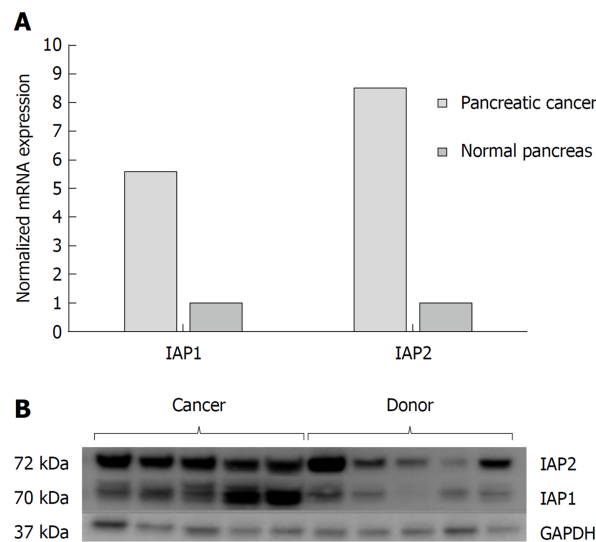 A
Normalized mRNA expression
10
9
8
7
6
5
4
3
2
1
0
IAP1
IAP2
Pancreatic cancer
Normal pancreas
B
Cancer
Donor
72 kDa
IAP2
70 kDa
IAP1
37 kDa
GAPDH